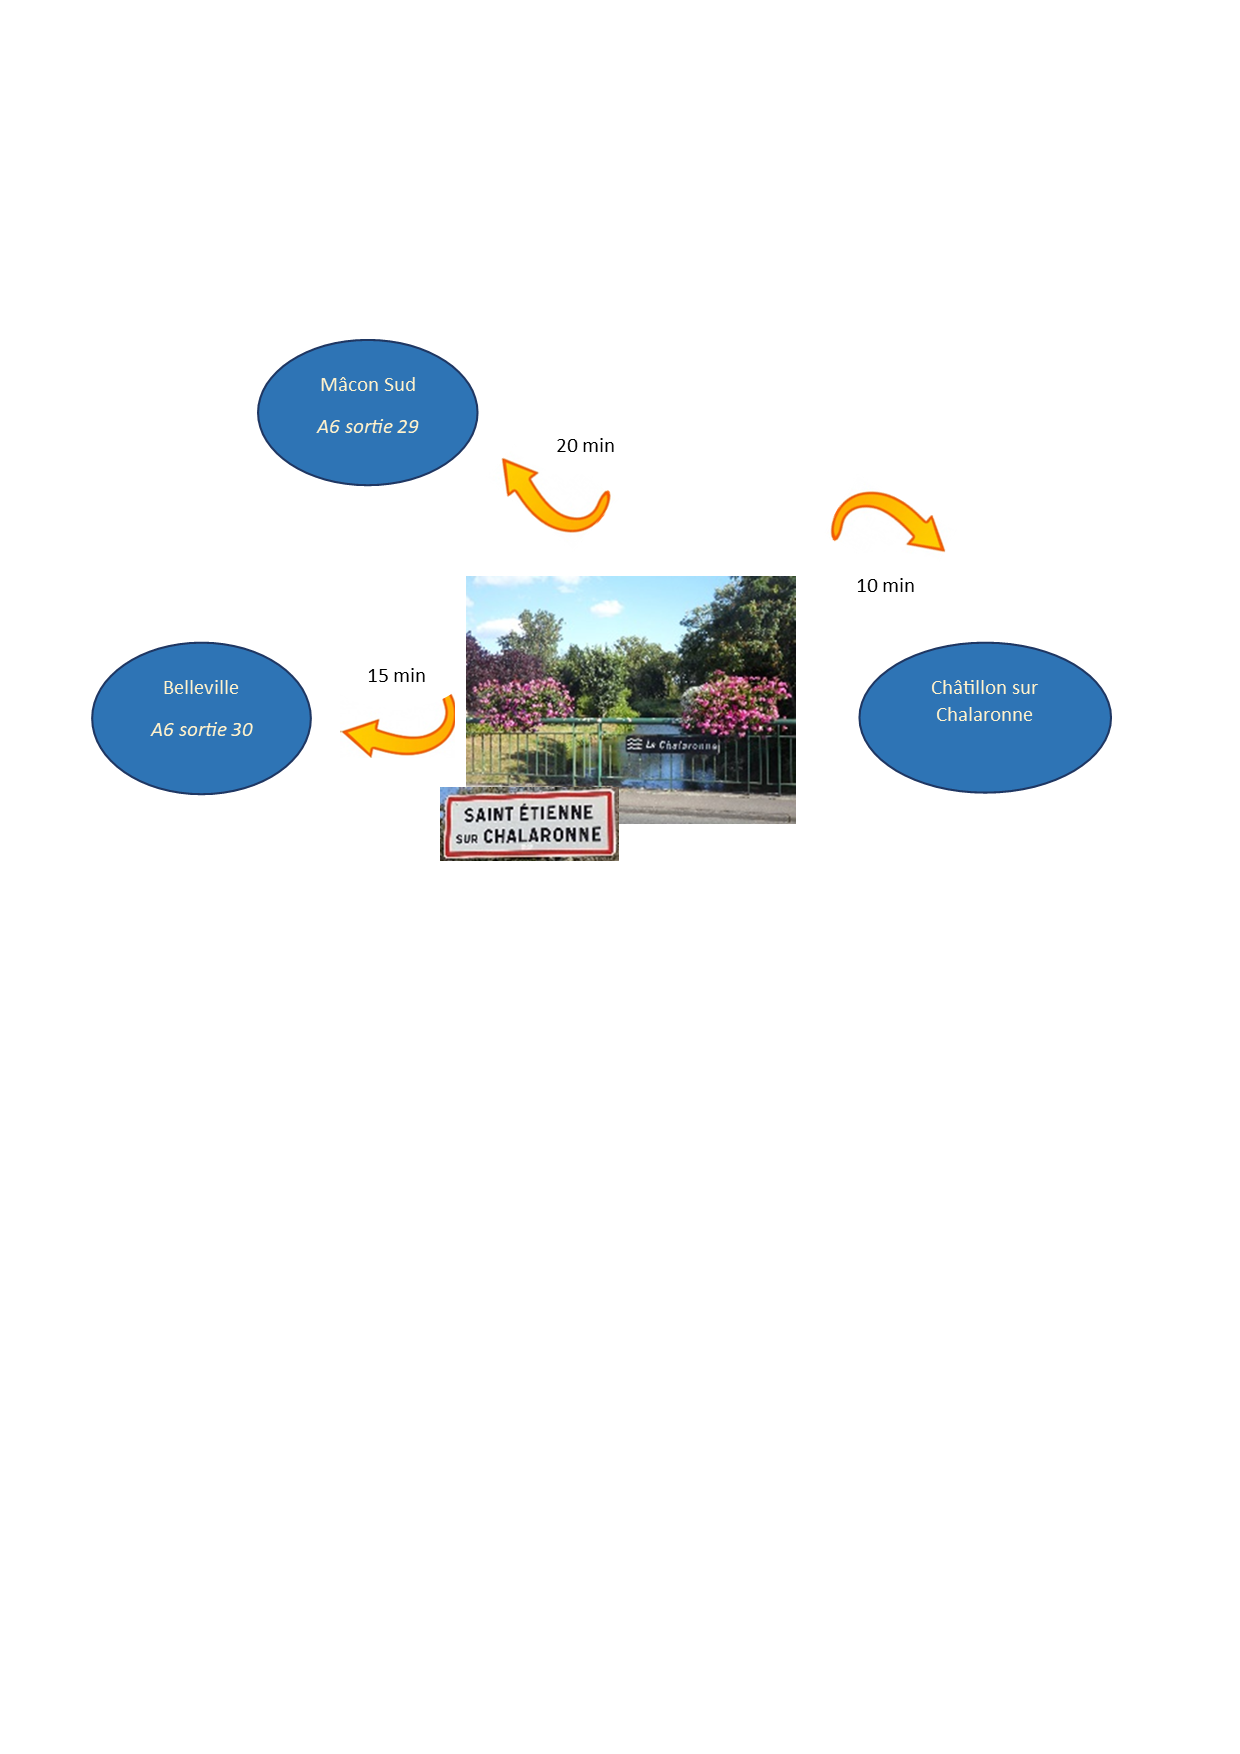 Mâcon Sud
A6 sortie 29
20 min
10 min
Belleville
A6 sortie 30
15 min
Châtillon sur
Chalaronne
La Chalaronne
SAINT ÉTIENNE
SUR CHALARONNE